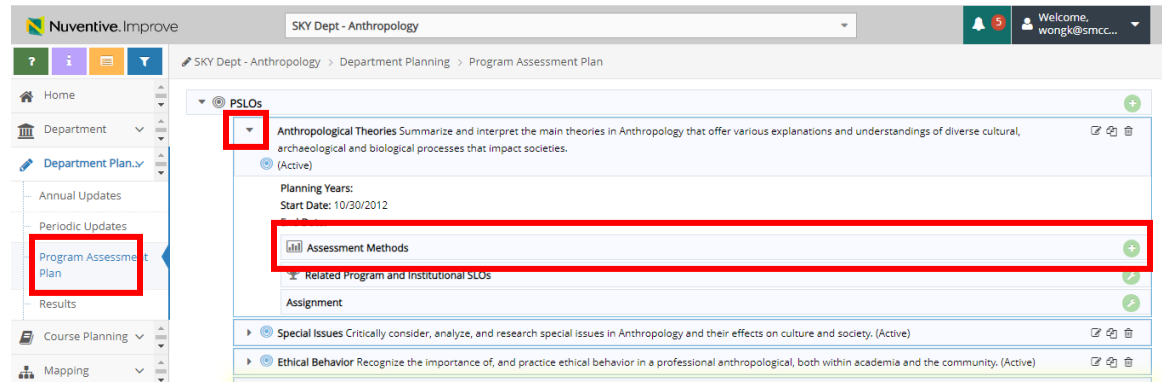 Nuventive.Improve
SKY Dept - Anthropology
5
Welcome,
wongk@smcc...
?
i
SKY Dept - Anthropology > Department Planning > Program Assessment Plan
Home
Department
Department Plan...
Annual Updates
Periodic Updates
Program Assessment
Plan
Results
Course Planning
Mapping
PSLOs
Anthropological Theories Summarize and interpret the main theories in Anthropology that offer various explanations and understandings of diverse cultural,
archaeological and biological processes that impact societies.
(Active)
Planning Years:
Start Date: 10/30/2012
End Date:
Assessment Methods
Related Program and Institutional SLOs
Assignment
Special Issues Critically consider, analyze, and research special issues in Anthropology and their effects on culture and society. (Active)
Ethical Behavior Recognize the importance of, and practice ethical behavior in a professional anthropological, both within academia and the community. (Active)